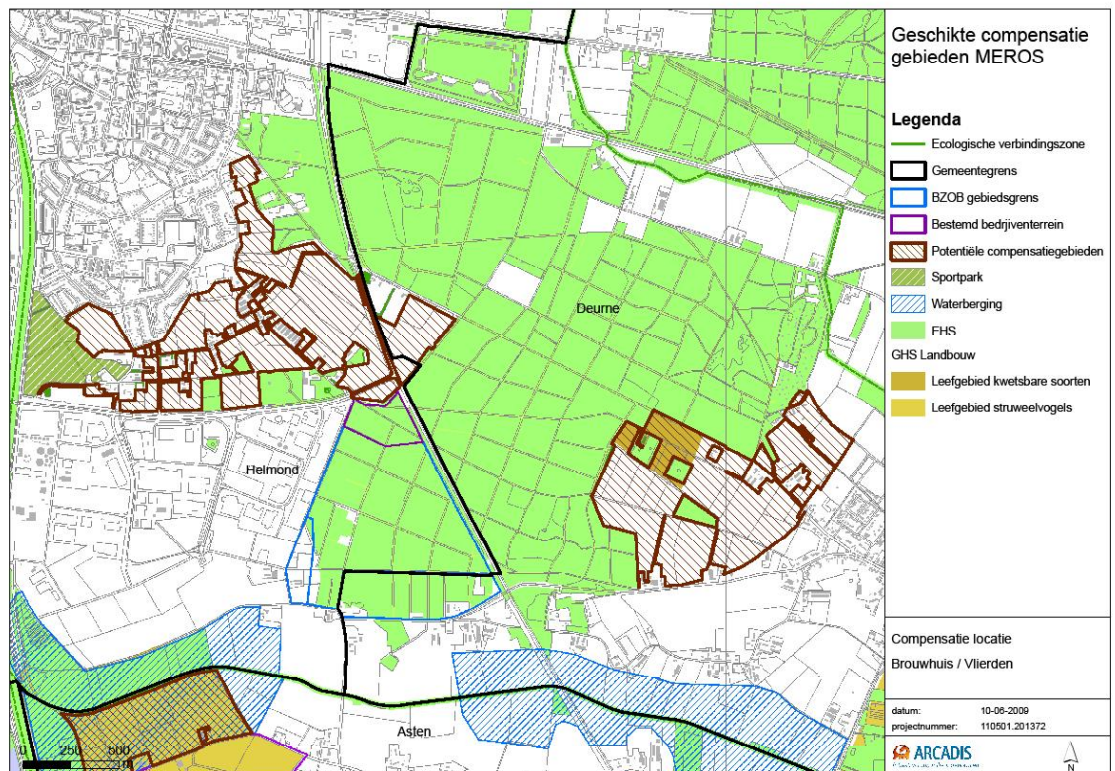 Deurne
Helmond
Asten
0 250 500
m
Geschikte compensatie
gebieden MEROS
Legenda
Ecologische verbindingszone
Gemeentegrens
BZOB gebiedsgrens
Bestemd bedrijventerrein
Potentiële compensatiegebieden
Sportpark
Waterberging
EHS
GHS Landbouw
Leefgebied kwetsbare soorten
Leefgebied struweelvogels
Compensatie locatie
Brouwhuis / Vlierden
datum: 10-06-2009
projectnummer: 110501.201372
ARCADIS
N